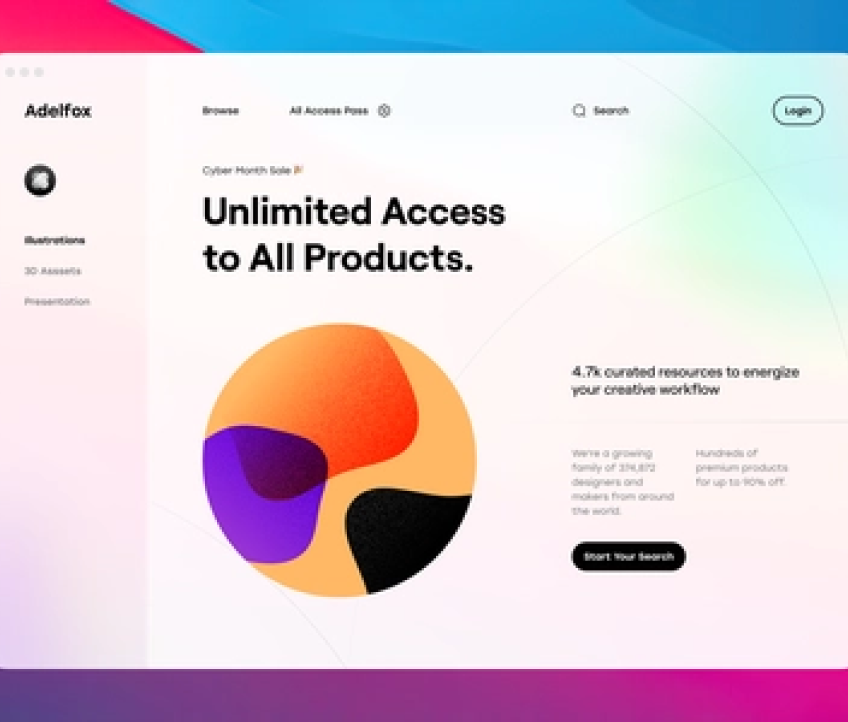 Adelfox
Browse
All Access Pass
Search
Login
Illustrations
3D Asssets
Presentation
Cyber Month Sale
Unlimited Access
to All Products.
4.7k curated resources to energize
your creative workflow
We're a growing
family of 374,872
designers and
makers from around
the world.
Hundreds of
premium products
for up to 90% off.
Start Your Search